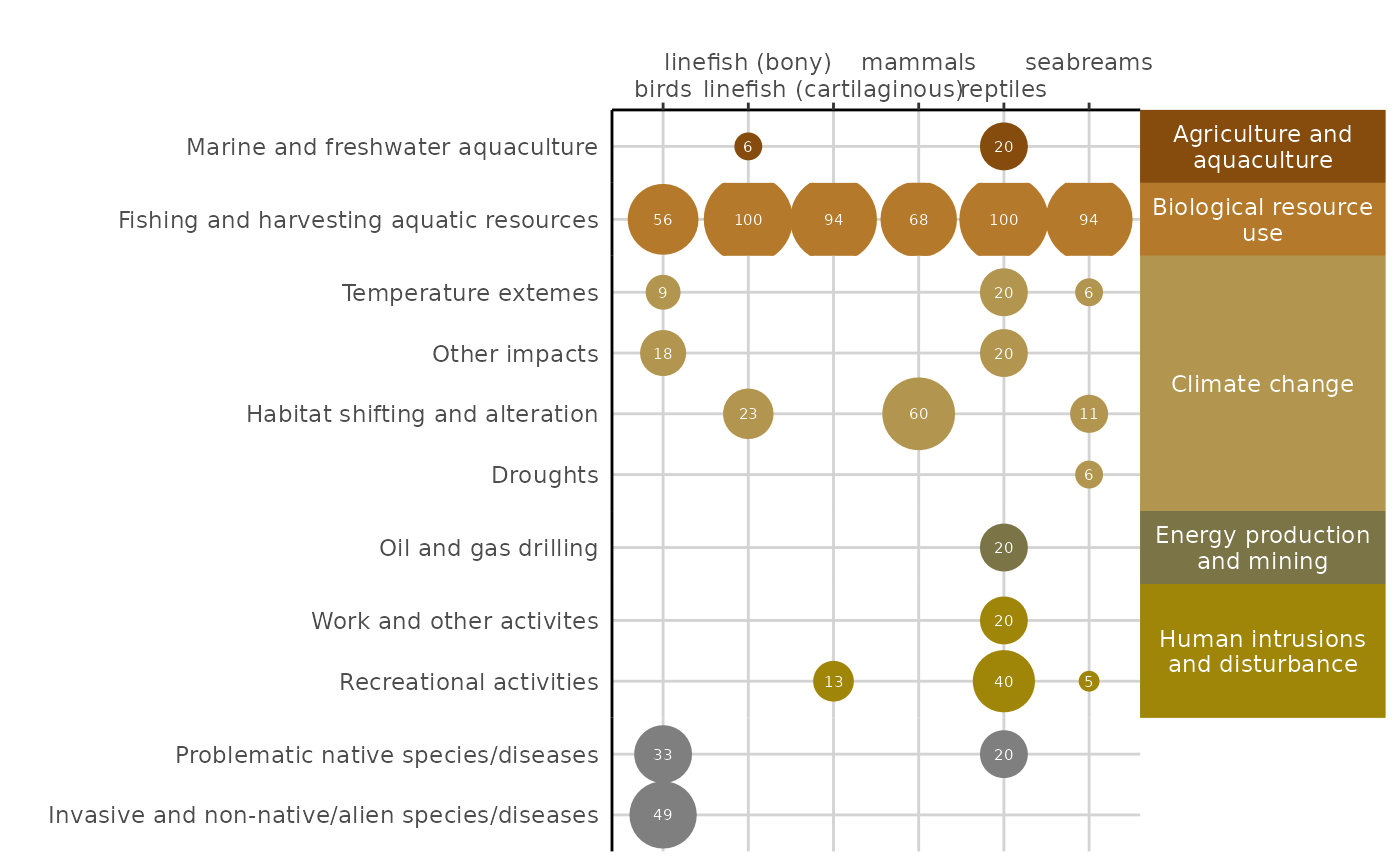 linefish (bony) mammals seabreams
birds linefish (cartilaginous) reptiles
Marine and freshwater aquaculture 6 20 Agriculture and
aquaculture
Fishing and harvesting aquatic resources 56 100 94 68 100 94 Biological resource
use
Temperature extemes 9 20 6
Other impacts 18 20
Climate change
Habitat shifting and alteration 23 60 11
Droughts 6
Oil and gas drilling 20 Energy production
and mining
Work and other activites 20
Human intrusions
and disturbance
Recreational activities 13 40 5
Problematic native species/diseases 33 20
Invasive and non-native/alien species/diseases 49